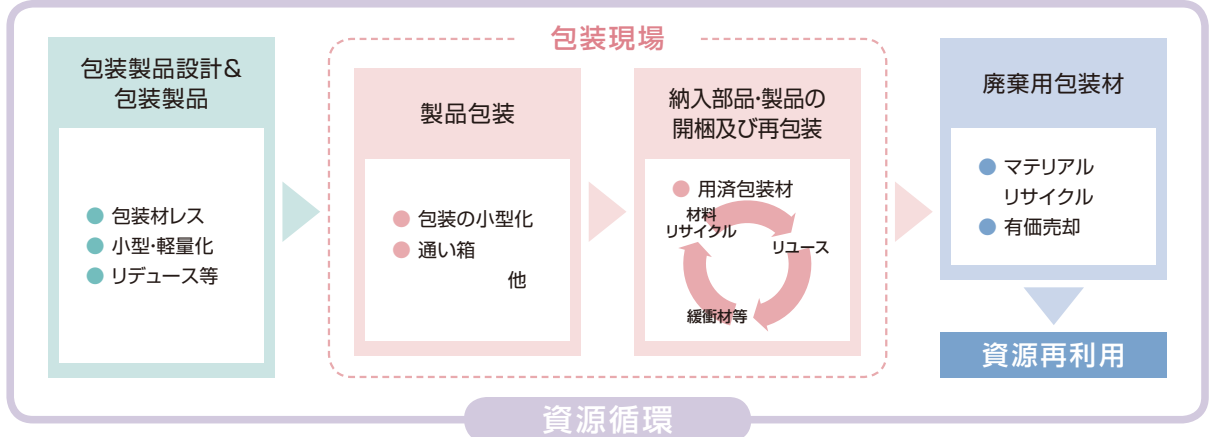 包装現場
包装製品設計&
包装製品
● 包装材レス
● 小型・軽量化
● リデュース等
製品包装
● 包装の小型化
● 通い箱
他
納入部品・製品の
開梱及び再包装
● 用済包装材
材料
リサイクル
リユース
緩衝材等
廃棄用包装材
● マテリアル
リサイクル
● 有価売却
資源再利用
資源循環